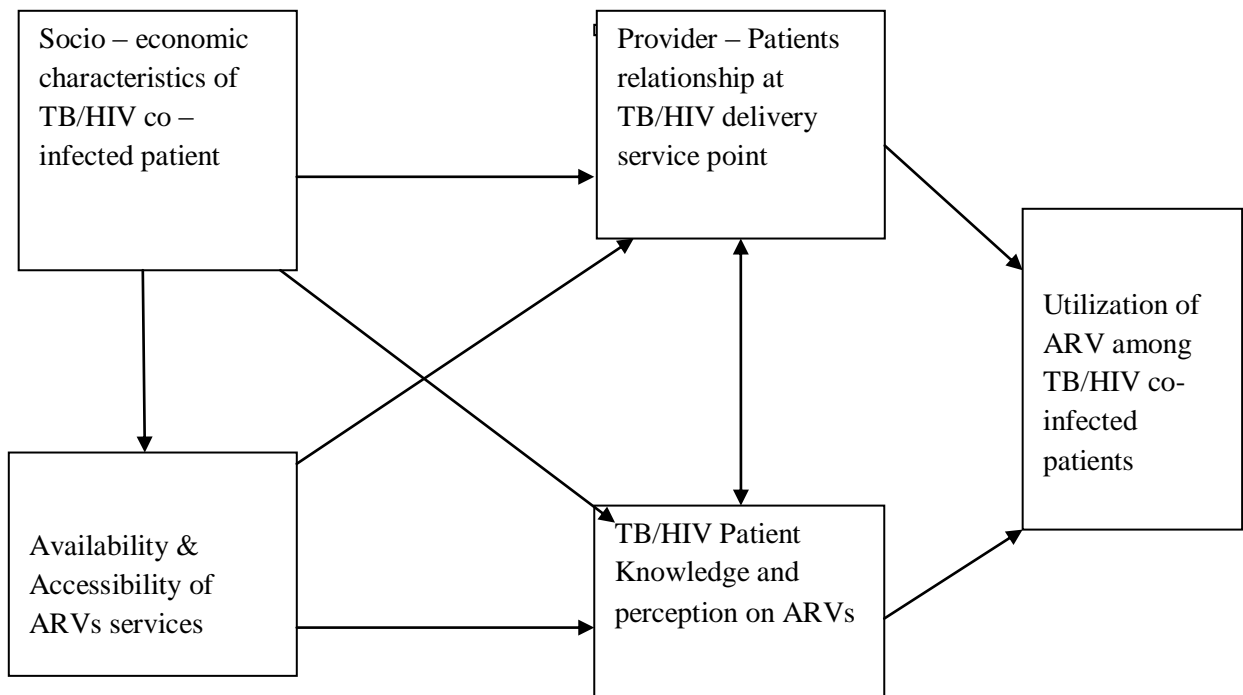 Socio – economic
characteristics of
TB/HIV co –
infected patient
Provider – Patients
relationship at
TB/HIV delivery
service point
Utilization of
ARV among
TB/HIV co-
infected
patients
Availability &
Accessibility of
ARVs services
TB/HIV Patient
Knowledge and
perception on ARVs